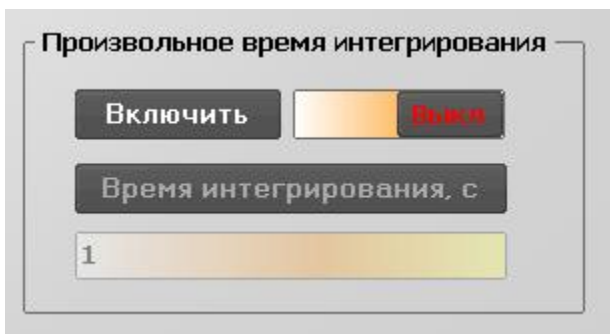 Произвольное время интегрирования
Включить Выкл
Время интегрирования, с
1